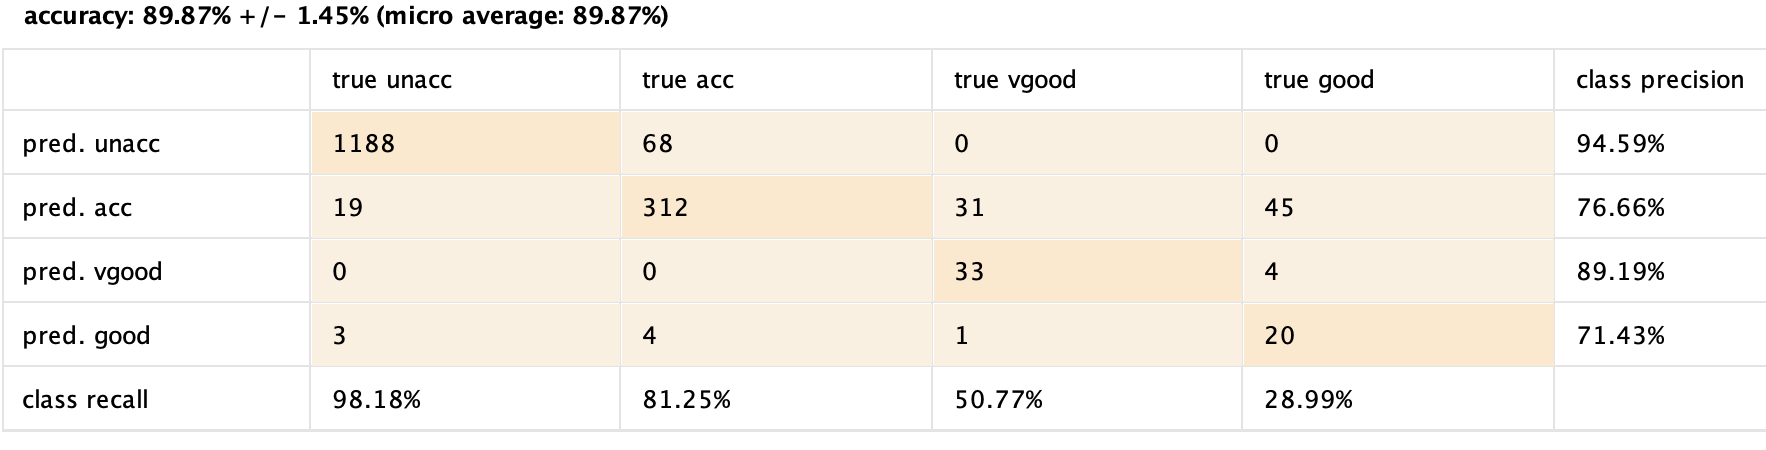 accuracy: 89.87% +/- 1.45% (micro average: 89.87%)
true unacc true acc true vgood true good class precision
pred. unacc 1188 68 0 0 94.59%
pred. acc 19 312 31 45 76.66%
pred. vgood 0 0 33 4 89.19%
pred. good 3 4 1 20 71.43%
class recall 98.18% 81.25% 50.77% 28.99%